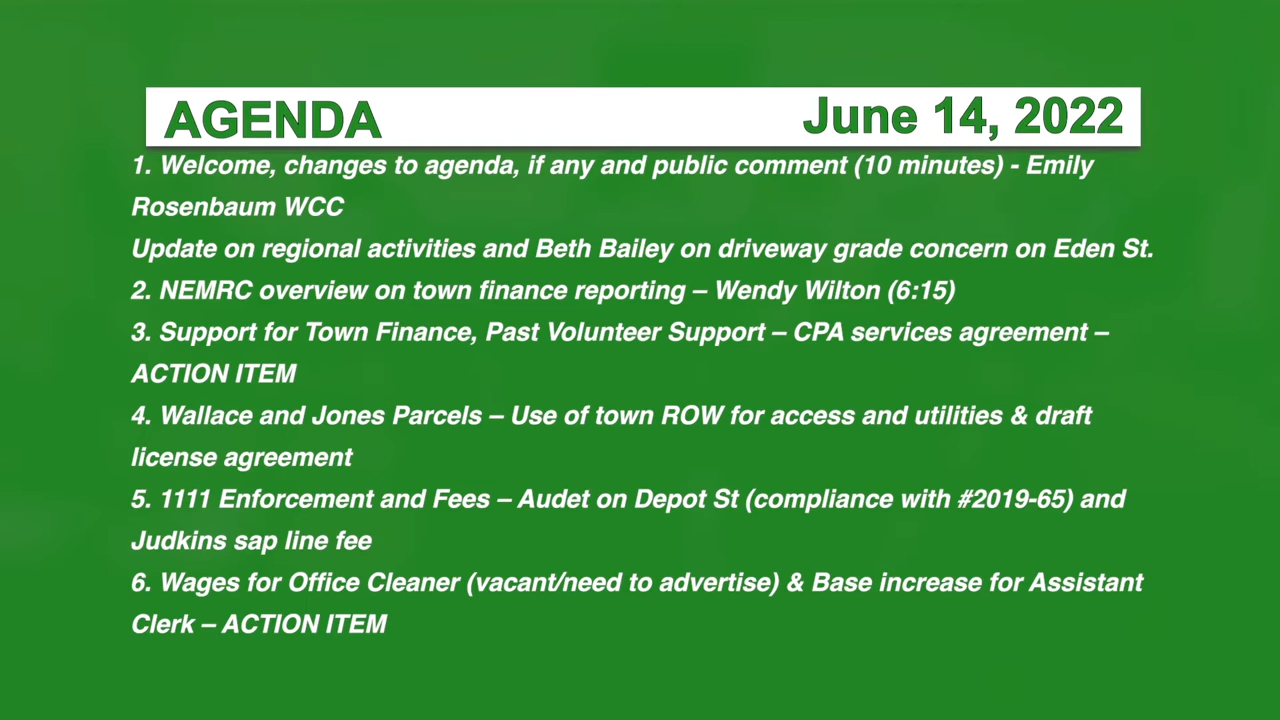 AGENDA June 14, 2022
1. Welcome, changes to agenda, if any and public comment (10 minutes) - Emily
Rosenbaum WCC
Update on regional activities and Beth Bailey on driveway grade concern on Eden St.
2. NEMRC overview on town finance reporting – Wendy Wilton (6:15)
3. Support for Town Finance, Past Volunteer Support – CPA services agreement –
ACTION ITEM
4. Wallace and Jones Parcels – Use of town ROW for access and utilities & draft
license agreement
5. 1111 Enforcement and Fees – Audet on Depot St (compliance with #2019-65) and
Judkins sap line fee
6. Wages for Office Cleaner (vacant/need to advertise) & Base increase for Assistant
Clerk – ACTION ITEM